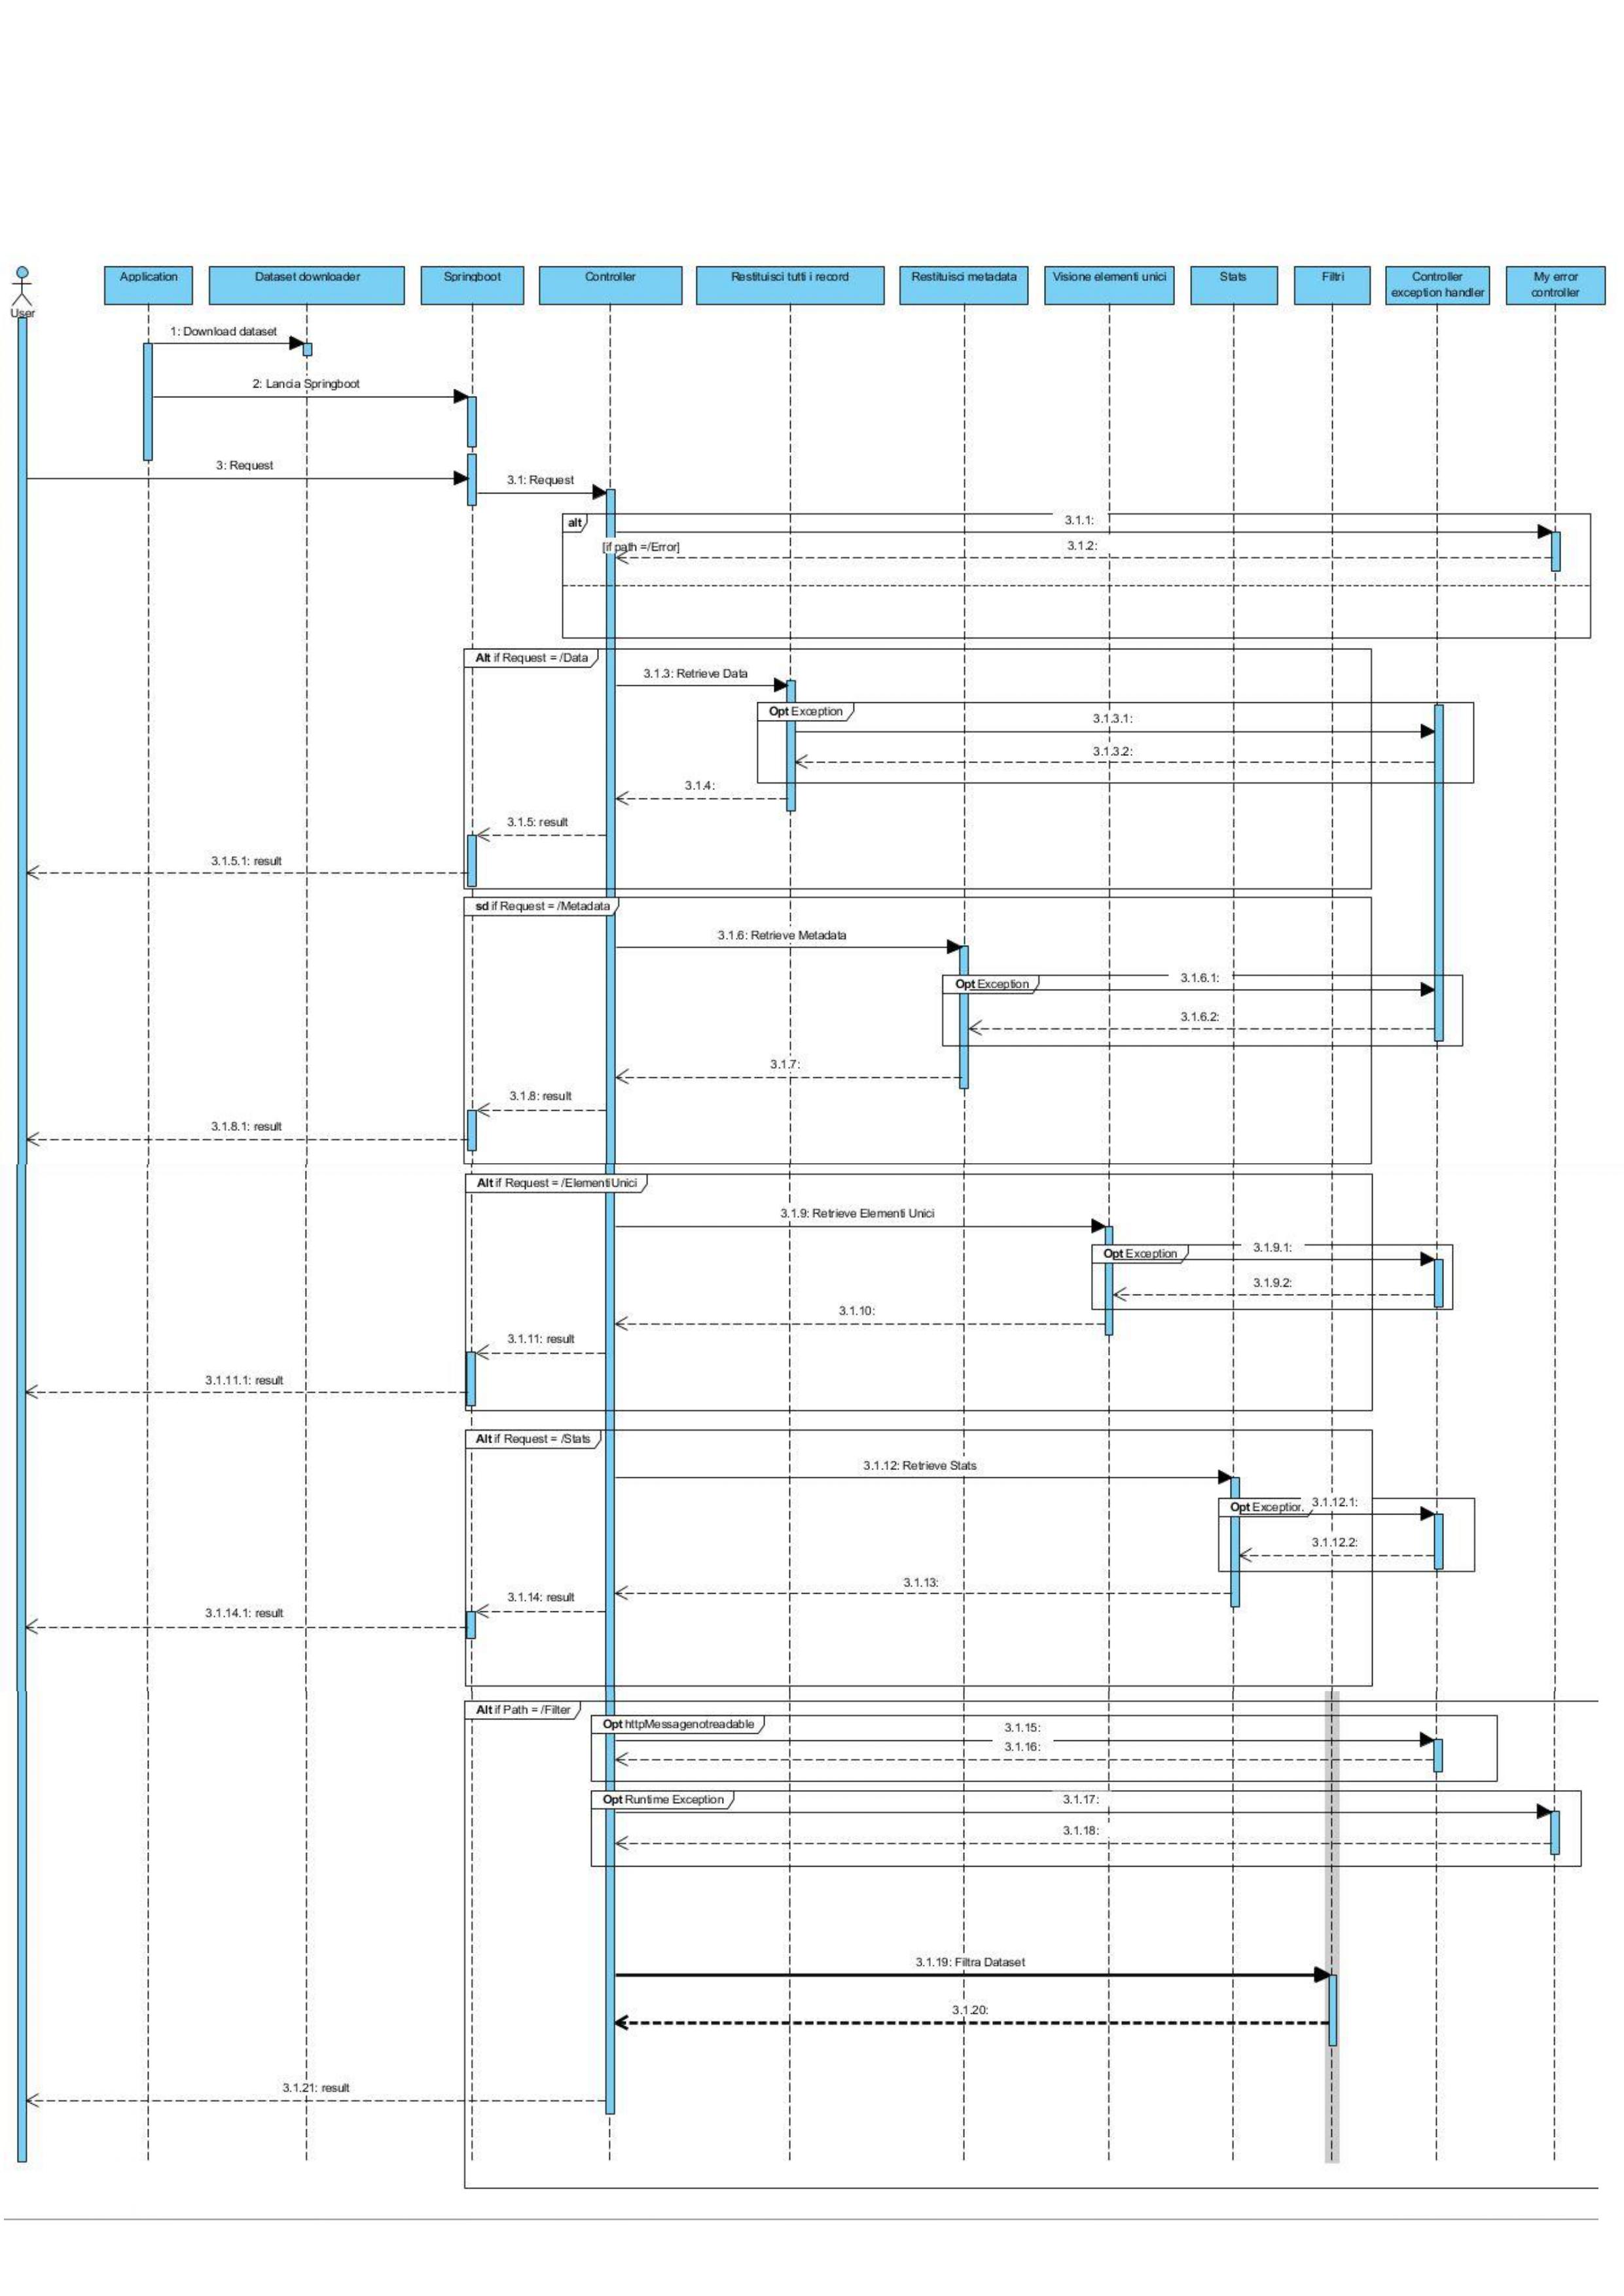 User
Application
Dataset downloader
Springboot
Controller
Restituisci tutti i record
Restituisci metadata
Visione elementi unici
Stats
Filtri
Controller
exception handler
My error
controller
1: Download dataset
2: Lancia Springboot
3: Request
3.1: Request
alt
3.1.1:
[if path =/Error]
3.1.2:
Alt if Request = /Data
3.1.3: Retrieve Data
Opt Exception
3.1.3.1:
3.1.3.2:
3.1.4:
3.1.5: result
3.1.5.1: result
sd if Request = /Metadata
3.1.6: Retrieve Metadata
Opt Exception
3.1.6.1:
3.1.6.2:
3.1.7:
3.1.8: result
3.1.8.1: result
Alt if Request = /ElementiUnici
3.1.9: Retrieve Elementi Unici
Opt Exception
3.1.9.1:
3.1.9.2:
3.1.10:
3.1.11: result
3.1.11.1: result
Alt if Request = /Stats
3.1.12: Retrieve Stats
Opt Exception
3.1.12.1:
3.1.12.2:
3.1.13:
3.1.14: result
3.1.14.1: result
Alt if Path = /Filter
Opt httpMessagenotreadable
3.1.15:
3.1.16:
Opt Runtime Exception
3.1.17:
3.1.18:
3.1.19: Filtra Dataset
3.1.20:
3.1.21: result